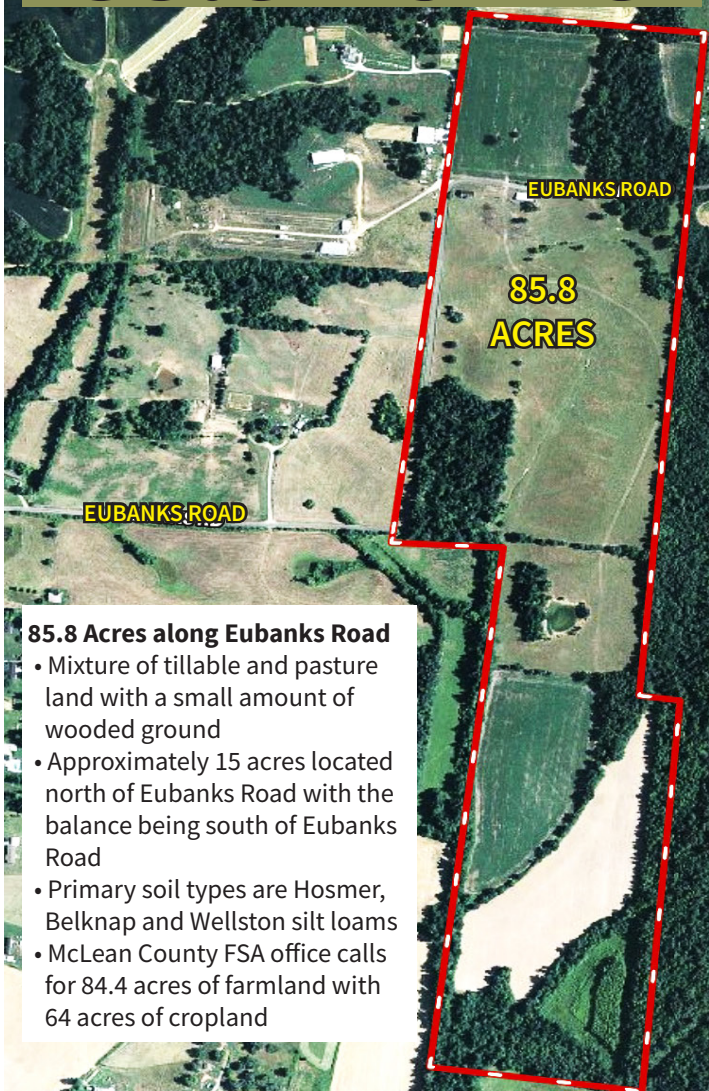 EUBANKS ROAD
85.8
ACRES
EUBANKS ROAD
85.8 Acres along Eubanks Road
• Mixture of tillable and pasture
land with a small amount of
wooded ground
• Approximately 15 acres located
north of Eubanks Road with the
balance being south of Eubanks
Road
• Primary soil types are Hosmer,
Belknap and Wellston silt loams
• McLean County FSA office calls
for 84.4 acres of farmland with
64 acres of cropland